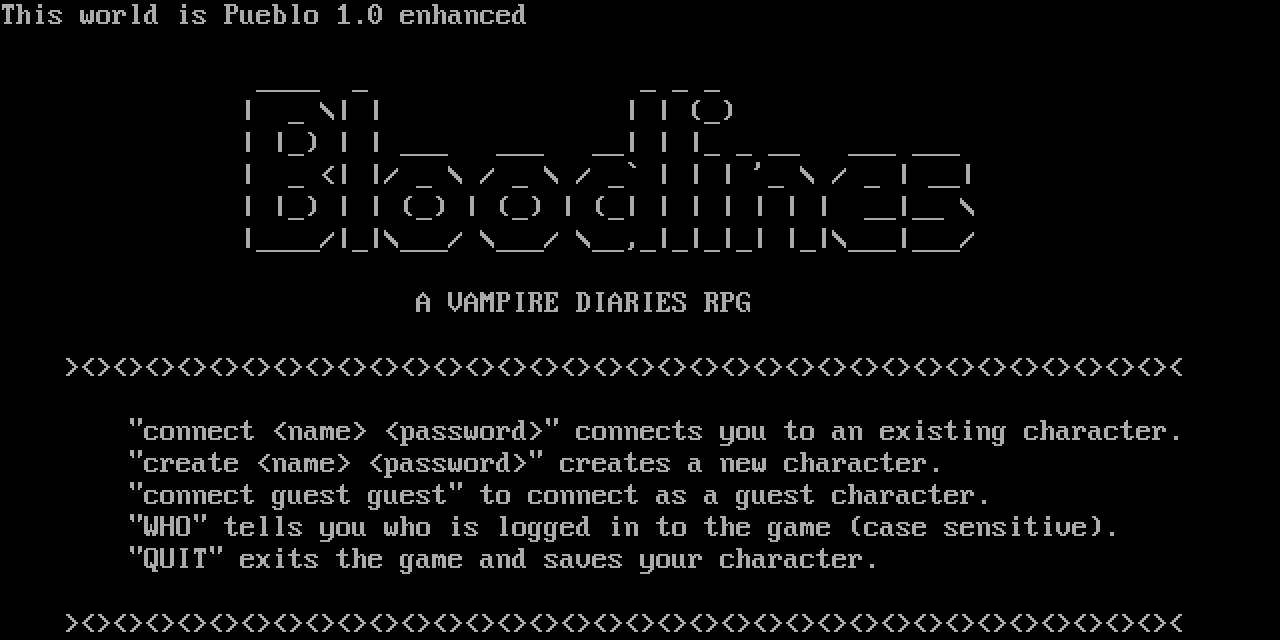 This world is Pueblo 1.0 enhanced
Bloodlines
A VAMPIRE DIARIES RPG
><><><><><><><><><><><><><><><><><><><><><><><><><><><><><><><><><><><
"connect <name> <password>" connects you to an existing character.
"create <name> <password>" creates a new character.
"connect guest guest" to connect as a guest character.
"WHO" tells you who is logged in to the game (case sensitive).
"QUIT" exits the game and saves your character.
><><><><><><><><><><><><><><><><><><><><><><><><><><><><><><><><><><><